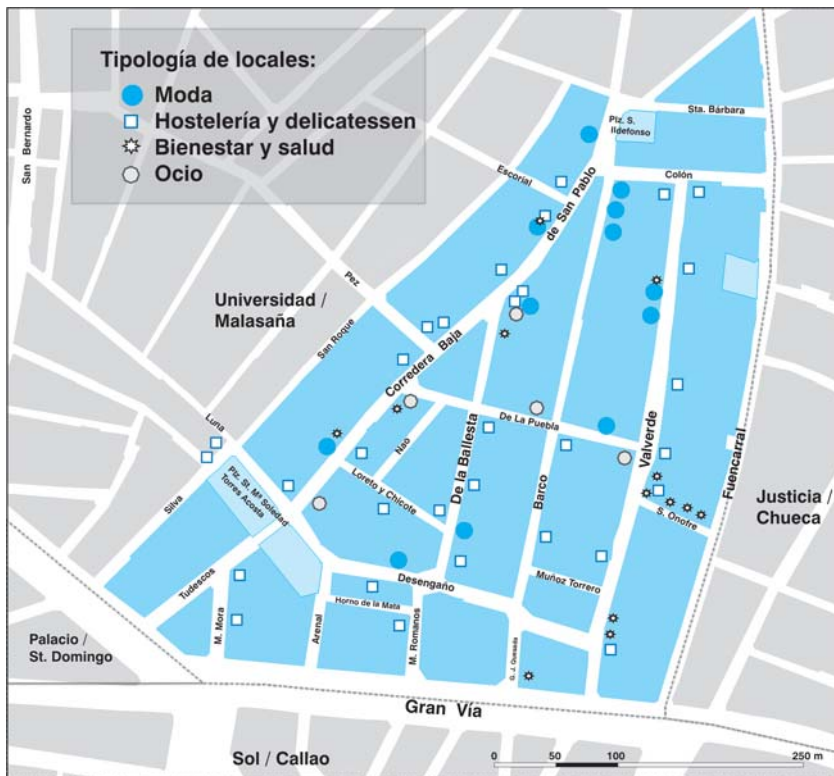 Tipología de locales:
Moda
Hostelería y delicatessen
Bienestar y salud
Ocio
San Bernardo
Sta. Bárbara
Plz. S.
Ildefonso
Escorial
Colón
de San Pablo
Pez
Universidad /
Malasaña
San Roque
Corredera Baja
Luna
De La Puebla
Nao
De la Ballesta
Valverde
Fuencarral
Plz. St. Mª Soledad
Torres Acosta
Loreto y Chicote
Barco
Silva
Justicia /
Chueca
S. Onofre
Tudescos
Desengaño
Muñoz Torrero
Horno de la Mata
M. Mora
Arenal
M. Romanos
G. J. Quesada
Palacio /
St. Domingo
Gran Vía
Sol / Callao
0 50 100 250 m